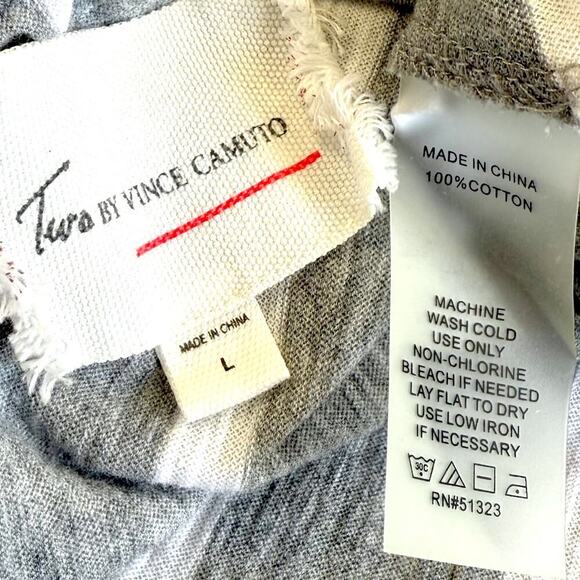 Two BY VINCE CAMUTO
MADE IN CHINA
L
MADE IN CHINA
100%COTTON
MACHINE
WASH COLD
USE ONLY
NON-CHLORINE
BLEACH IF NEEDED
LAY FLAT TO DRY
USE LOW IRON
IF NECESSARY
30C
RN#51323